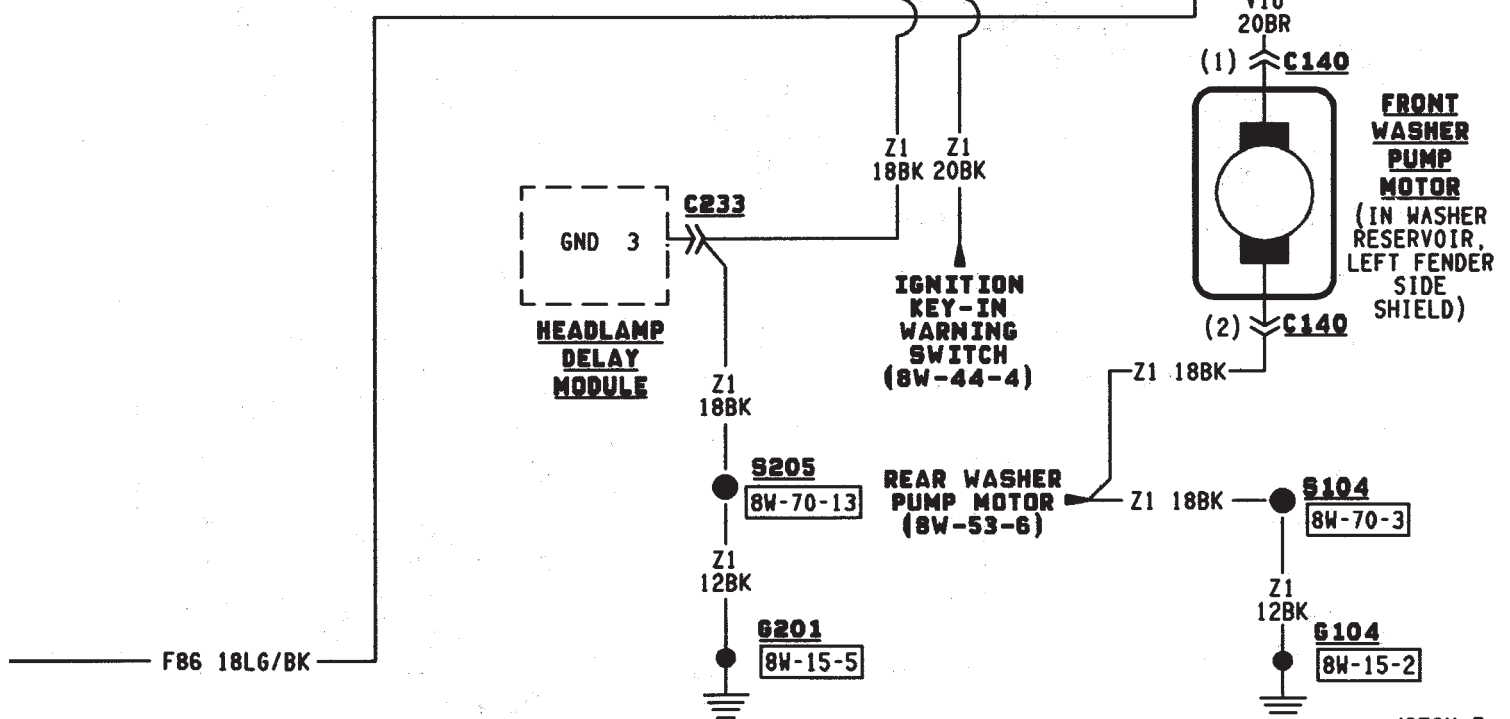 20BR
(1) C140
FRONT
WASHER
PUMP
MOTOR
(IN WASHER
RESERVOIR,
LEFT FENDER
SIDE
SHIELD)
(2) C140
Z1
18BK
Z1
20BK
C233
GND 3
HEADLAMP
DELAY
MODULE
IGNITION
KEY-IN
WARNING
SWITCH
(8W-44-4)
Z1 18BK
Z1
18BK
S205
8W-70-13
REAR WASHER
PUMP MOTOR
(8W-53-6)
Z1 18BK
S104
8W-70-3
Z1
12BK
Z1
12BK
G201
8W-15-5
G104
8W-15-2
F86 18LG/BK